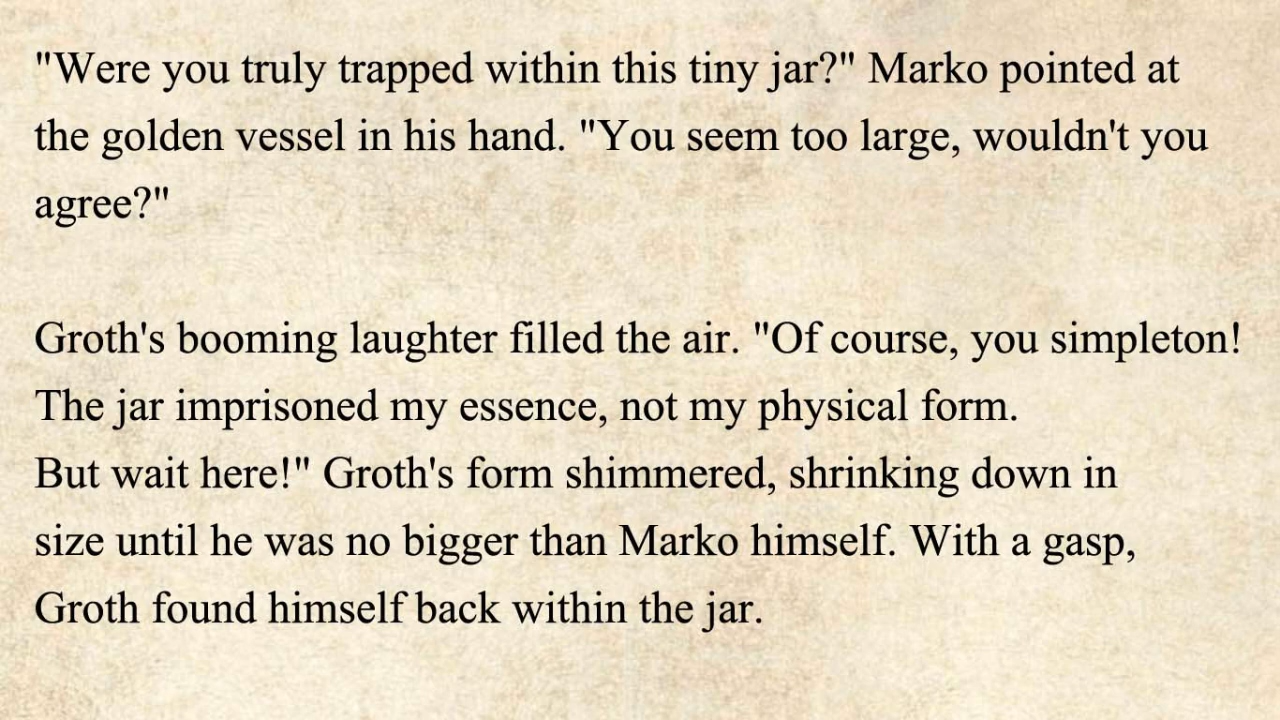 "Were you truly trapped within this tiny jar?" Marko pointed at
the golden vessel in his hand. "You seem too large, wouldn't you
agree?"
Groth's booming laughter filled the air. "Of course, you simpleton!
The jar imprisoned my essence, not my physical form.
But wait here!" Groth's form shimmered, shrinking down in
size until he was no bigger than Marko himself. With a gasp,
Groth found himself back within the jar.